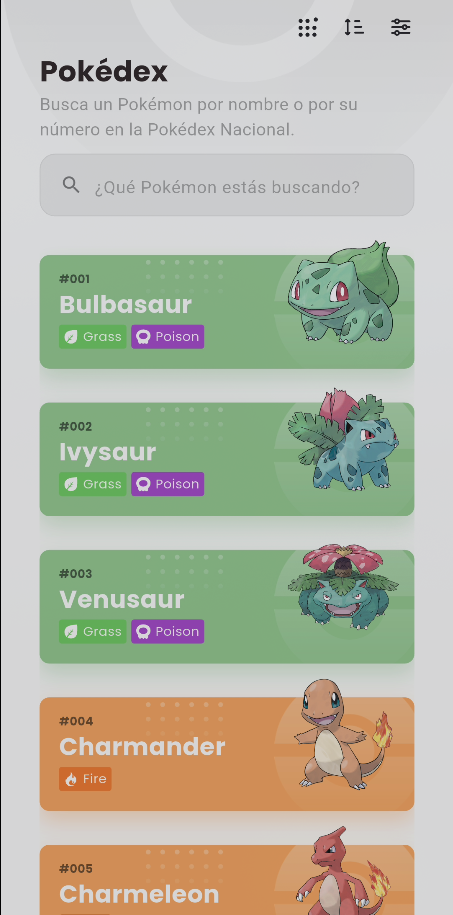 Pokédex
Busca un Pokémon por nombre o por su
número en la Pokédex Nacional.
¿Qué Pokémon estás buscando?
#001
Bulbasaur
Grass Poison
#002
Ivysaur
Grass Poison
#003
Venusaur
Grass Poison
#004
Charmander
Fire
#005
Charmeleon